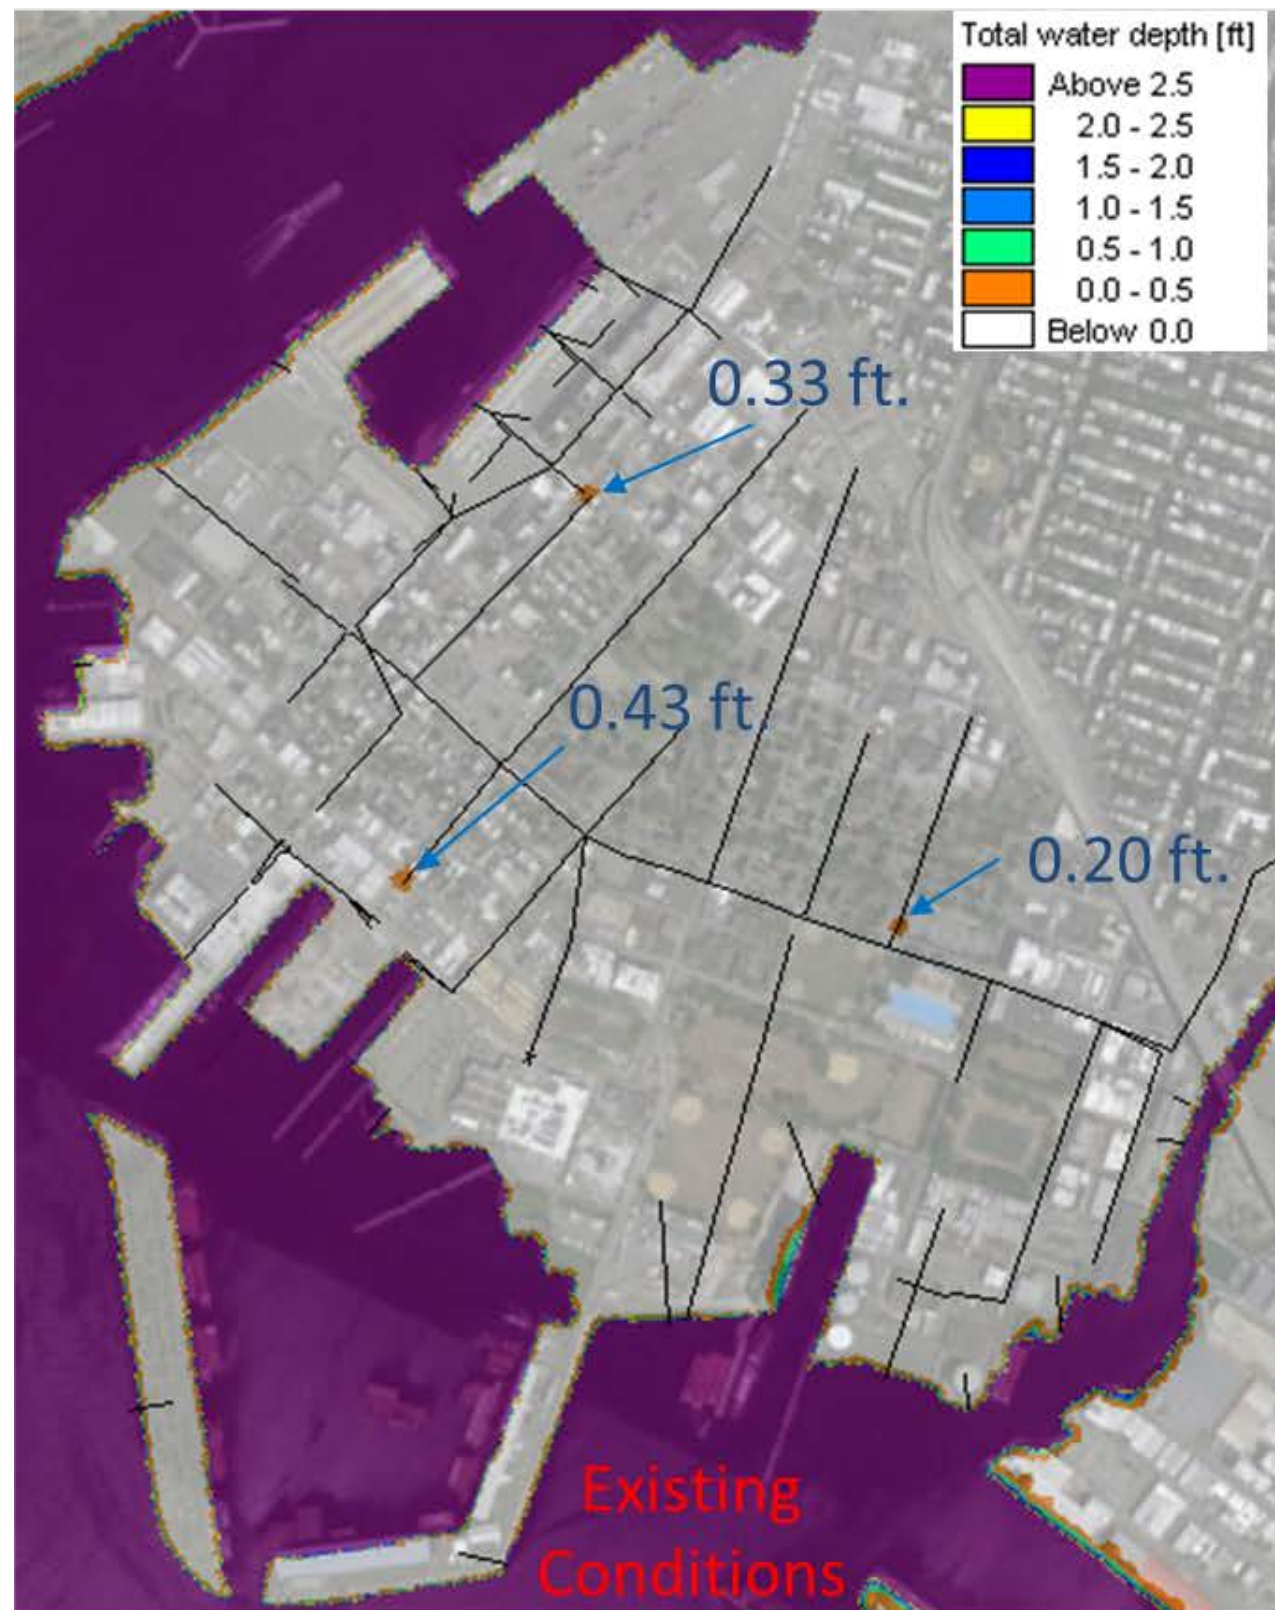 Total water depth [ft]
Above 2.5
2.0 - 2.5
1.5 - 2.0
1.0 - 1.5
0.5 - 1.0
0.0 - 0.5
Below 0.0
0.33 ft.
0.43 ft
0.20 ft.
Existing
Conditions